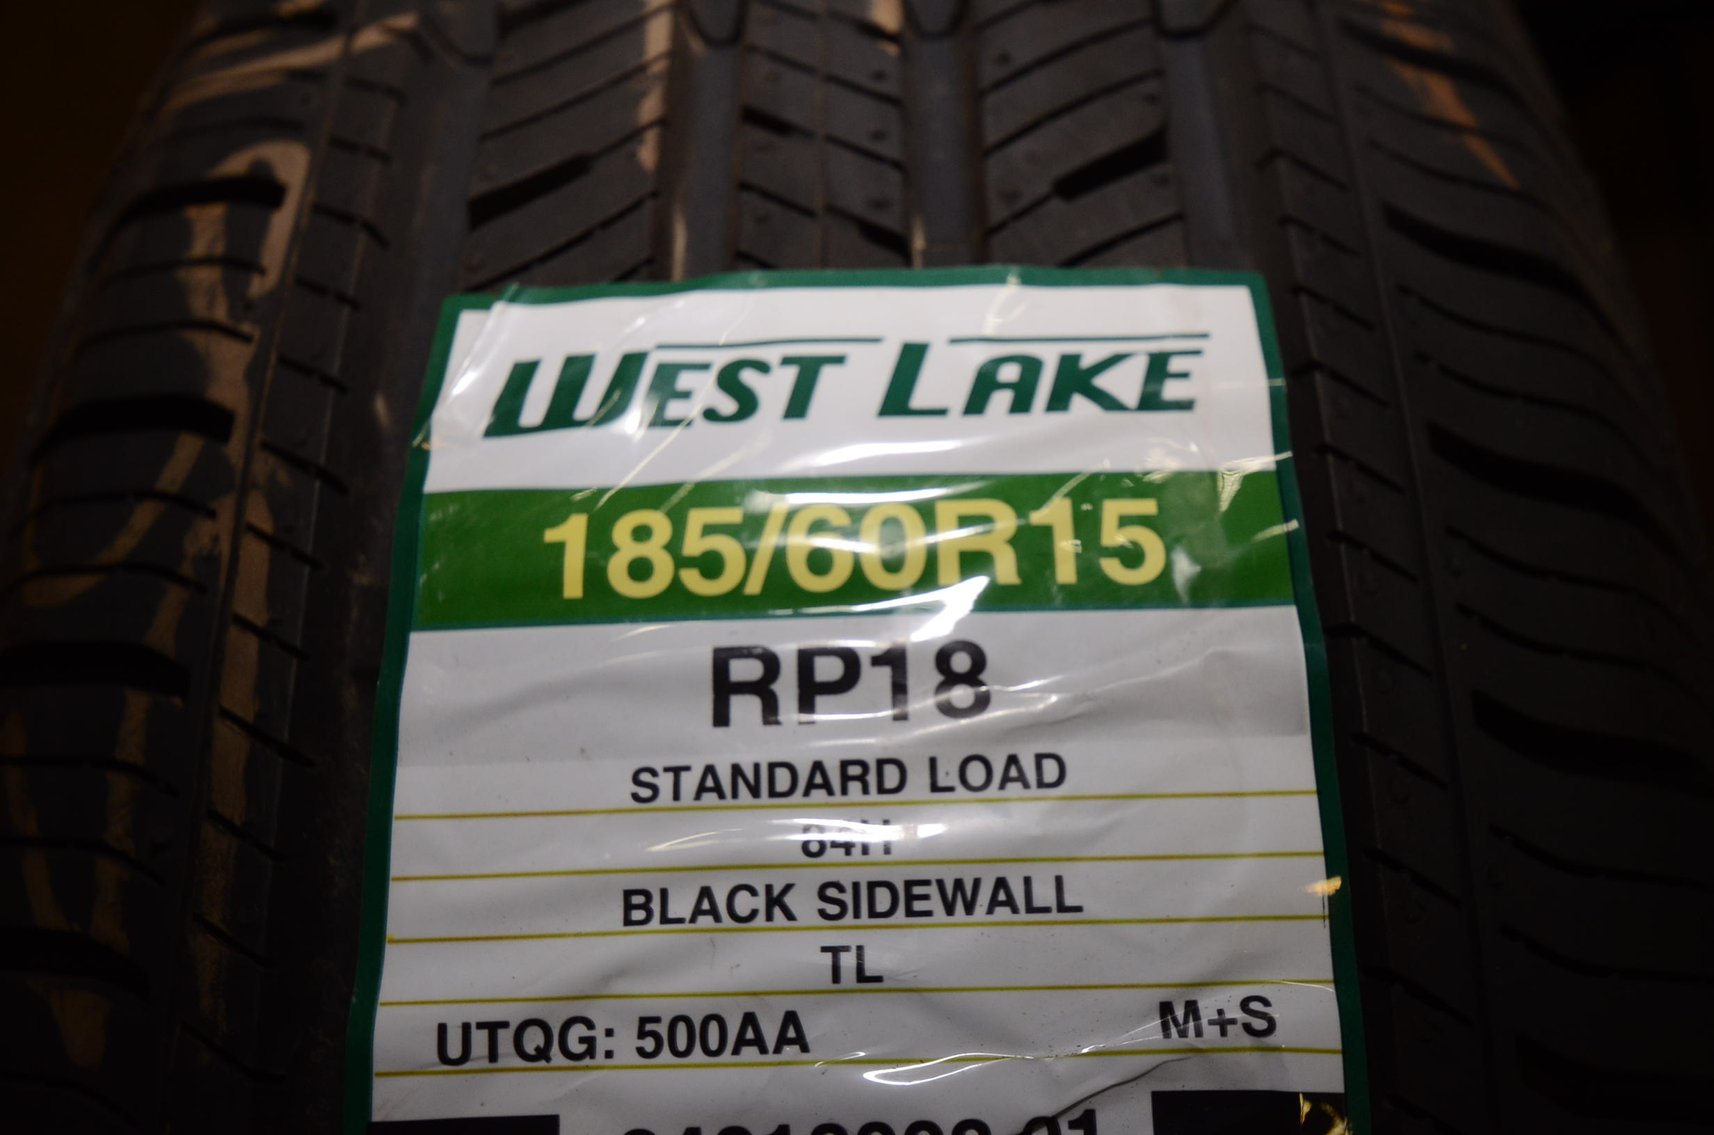 WEST LAKE
185/60R15
RP18
STANDARD LOAD
84H
BLACK SIDEWALL
TL
UTQG: 500AA M+S